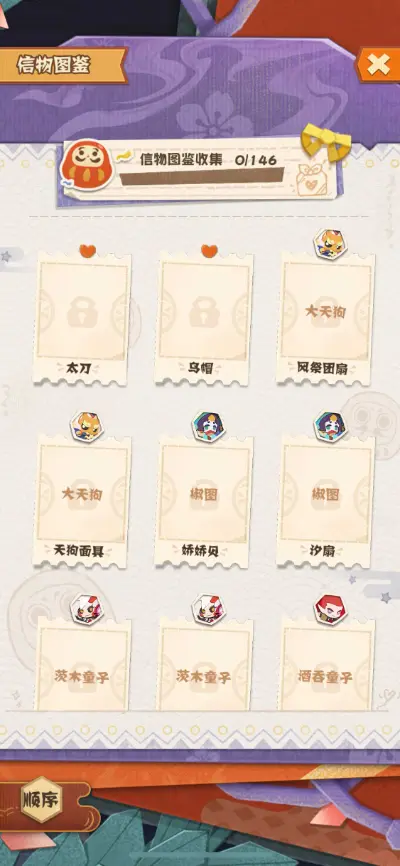 信物图鉴
信物图鉴收集 0/146
太刀
乌帽
大天狗
风祭团扇
大天狗
天狗面具
椒图
娇娇贝
椒图
汐扇
茨木童子
茨木童子
酒吞童子
顺序